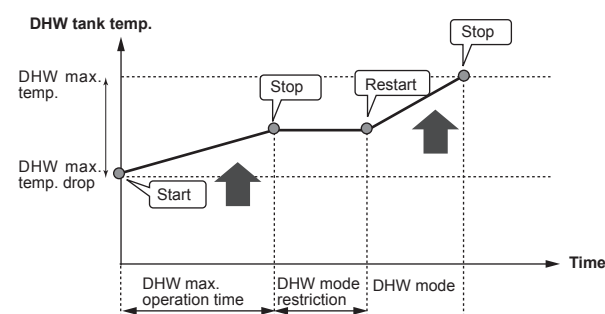 DHW tank temp.
Stop
DHW max.
temp.
Stop
Restart
DHW max.
temp. drop
Start
Time
DHW max.
operation time
DHW mode
restriction
DHW mode